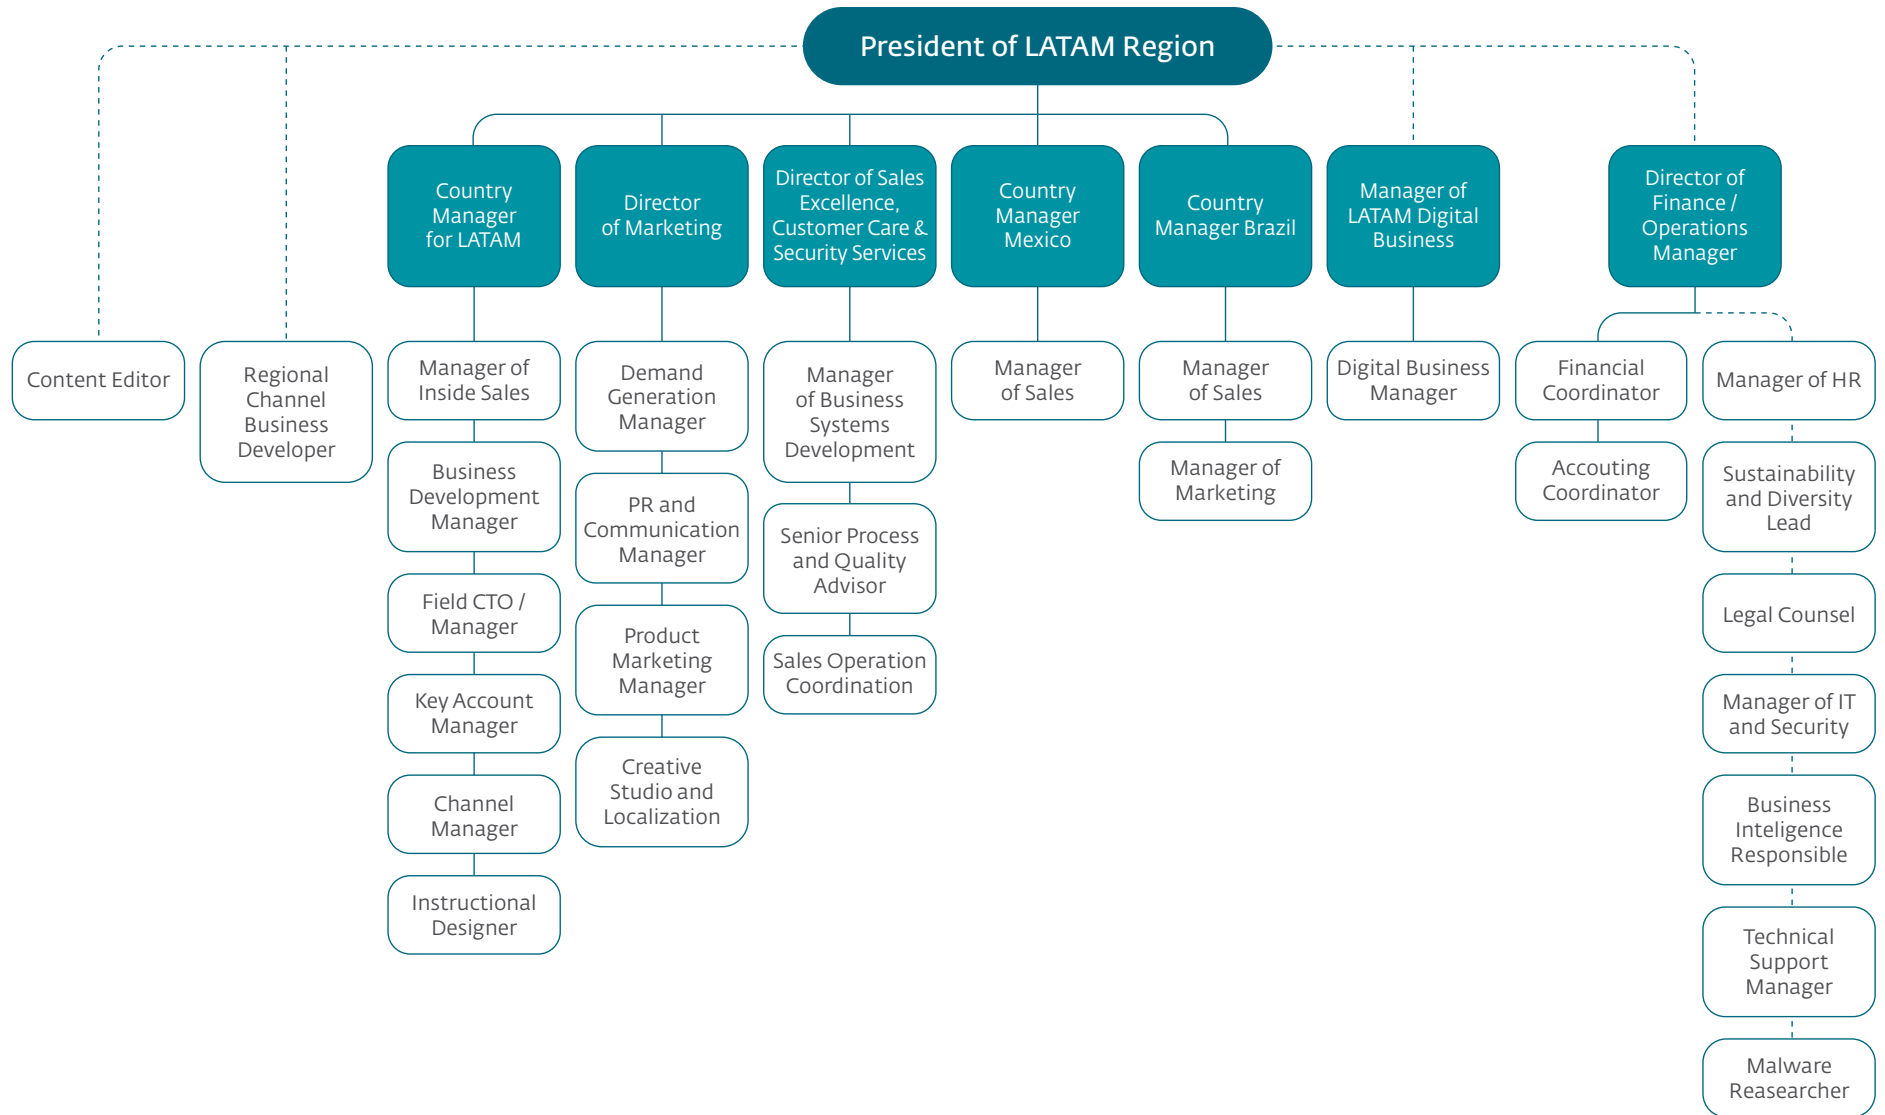 President of LATAM Region
Country
Manager
for LATAM
Director
of Marketing
Director of Sales
Excellence,
Customer Care &
Security Services
Country
Manager
Mexico
Country
Manager Brazil
Manager of
LATAM Digital
Business
Director of
Finance /
Operations
Manager
Content Editor
Regional
Channel
Business
Developer
Manager of
Inside Sales
Business
Development
Manager
Field CTO /
Manager
Key Account
Manager
Channel
Manager
Instructional
Designer
Demand
Generation
Manager
PR and
Communication
Manager
Product
Marketing
Manager
Creative
Studio and
Localization
Manager
of Business
Systems
Development
Senior Process
and Quality
Advisor
Sales Operation
Coordination
Manager
of Sales
Manager
of Sales
Manager of
Marketing
Digital Business
Manager
Financial
Coordinator
Accouting
Coordinator
Manager of HR
Sustainability
and Diversity
Lead
Legal Counsel
Manager of IT
and Security
Business
Inteligence
Responsible
Technical
Support
Manager
Malware
Reasearcher